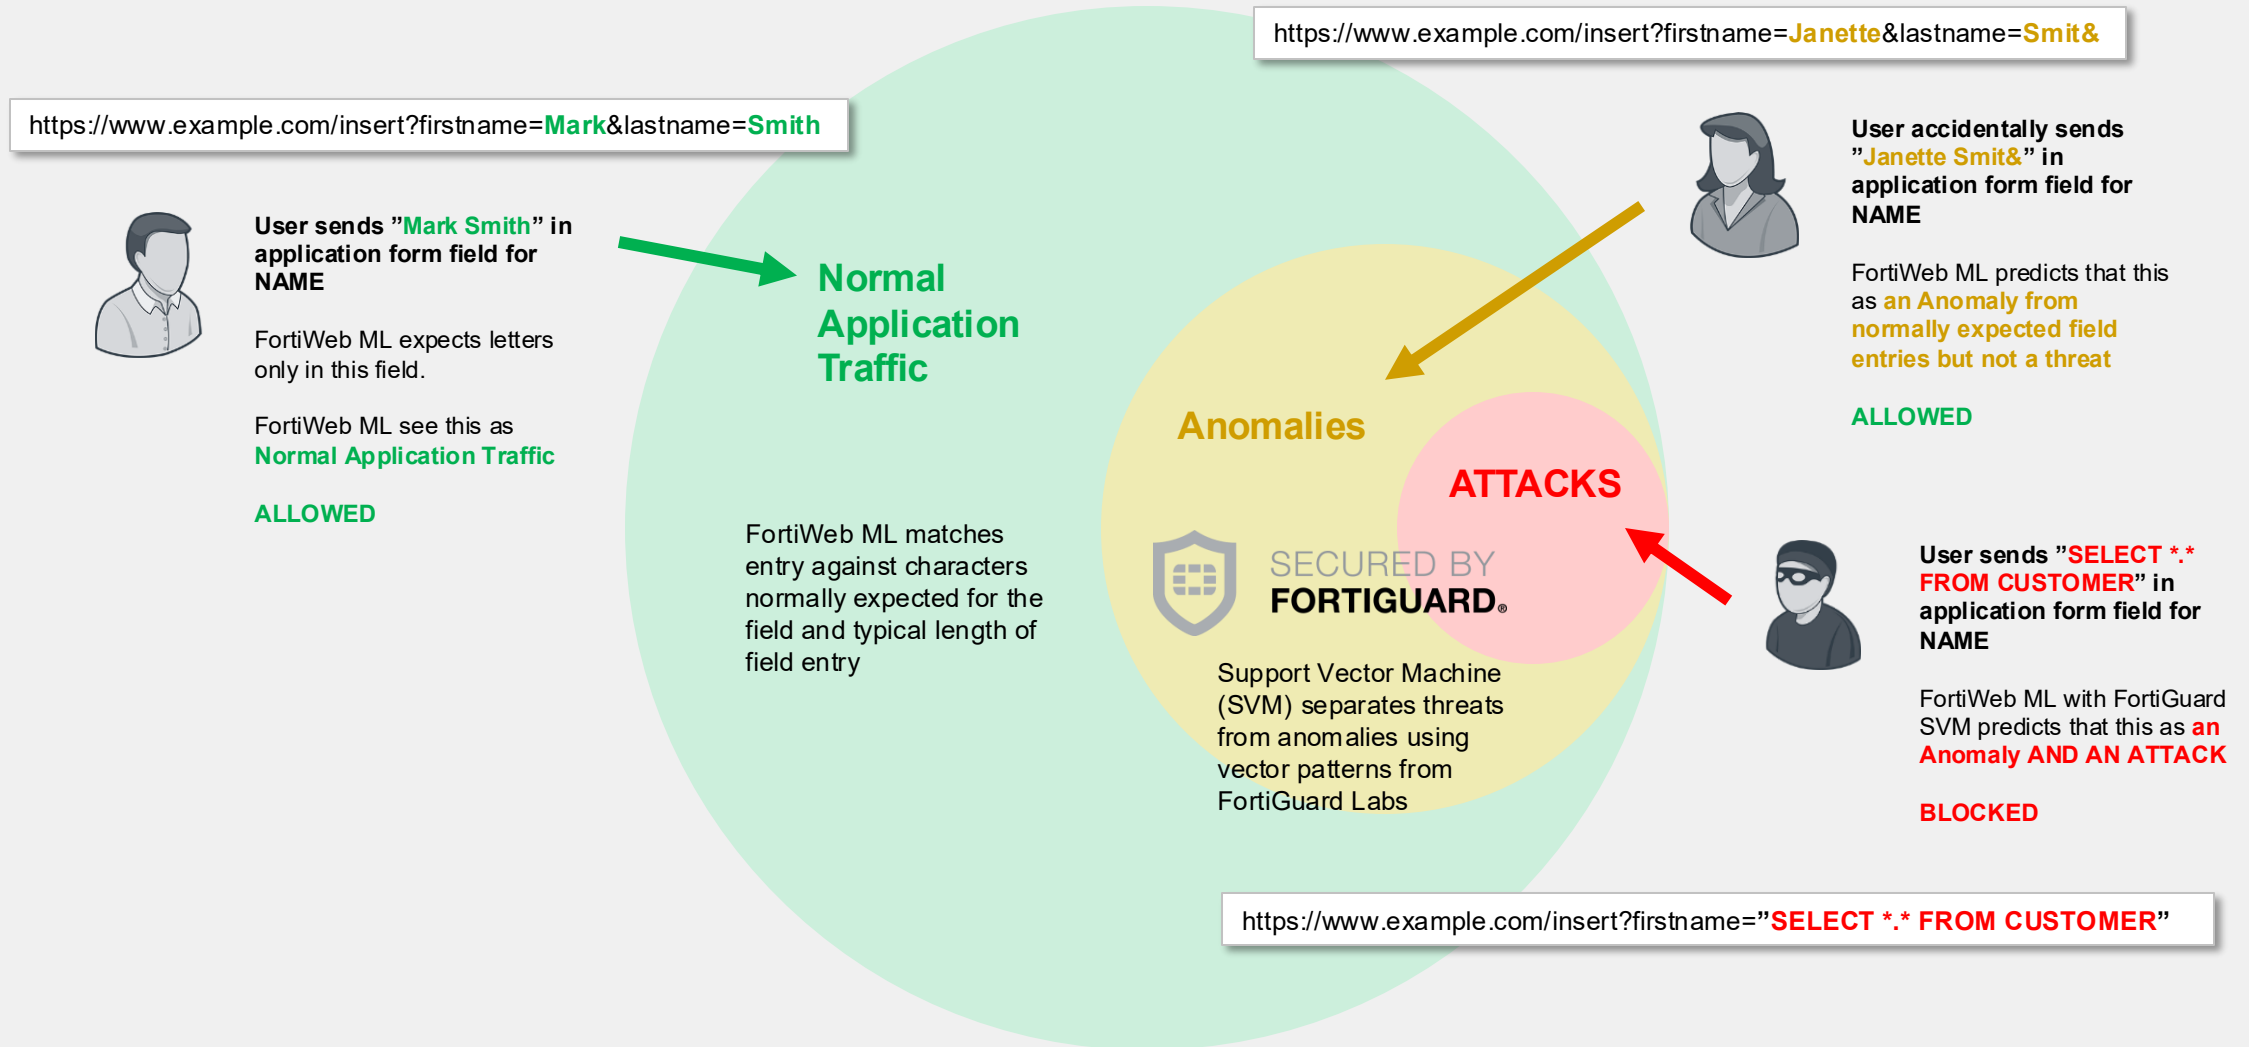 https://www.example.com/insert?firstname=Janette&lastname=Smit&
https://www.example.com/insert?firstname=Mark&lastname=Smith
User sends ”Mark Smith” in
application form field for
NAME
FortiWeb ML expects letters
only in this field.
FortiWeb ML see this as
Normal Application Traffic
ALLOWED
Normal
Application
Traffic
FortiWeb ML matches
entry against characters
normally expected for the
field and typical length of
field entry
Anomalies
ATTACKS
SECURED BY
FORTIGUARD®
Support Vector Machine
(SVM) separates threats
from anomalies using
vector patterns from
FortiGuard Labs
User accidentally sends
”Janette Smit&” in
application form field for
NAME
FortiWeb ML predicts that this
as an Anomaly from
normally expected field
entries but not a threat
ALLOWED
User sends ”SELECT *.*
FROM CUSTOMER” in
application form field for
NAME
FortiWeb ML with FortiGuard
SVM predicts that this as an
Anomaly AND AN ATTACK
BLOCKED
https://www.example.com/insert?firstname=”SELECT *.* FROM CUSTOMER”